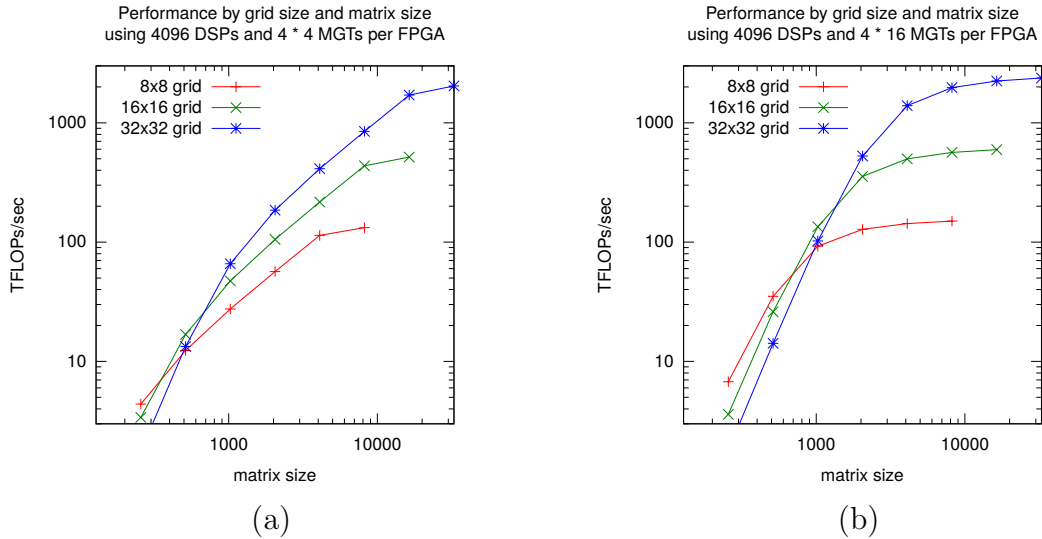 Performance by grid size and matrix size
using 4096 DSPs and 4 * 4 MGTs per FPGA
8x8 grid
16x16 grid
32x32 grid
1000
100
10
TFLOPs/sec
1000
10000
matrix size
(a)
Performance by grid size and matrix size
using 4096 DSPs and 4 * 16 MGTs per FPGA
8x8 grid
16x16 grid
32x32 grid
1000
100
10
TFLOPs/sec
1000
10000
matrix size
(b)